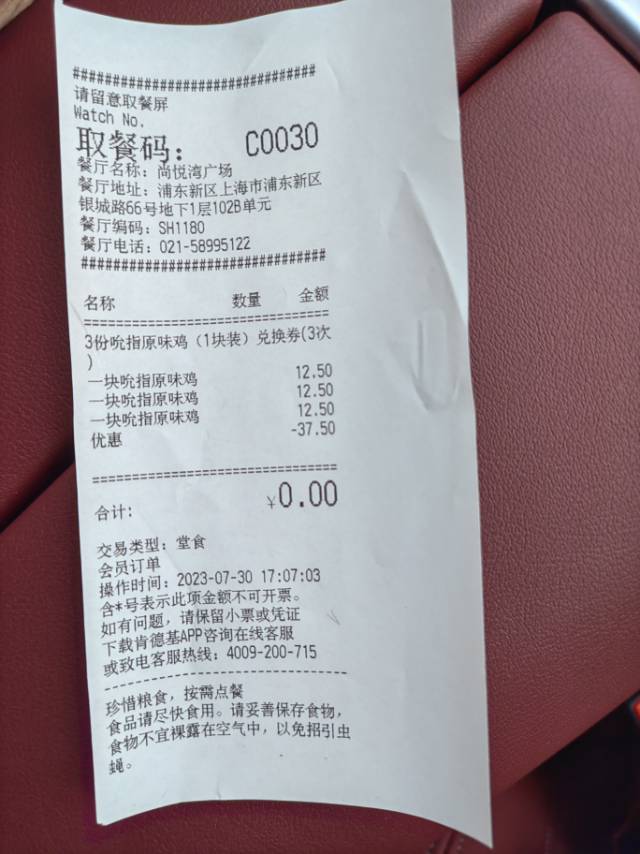 ##############################
请留意取餐屏
Watch No.
取餐码: C0030
餐厅名称: 尚悦湾广场
餐厅地址: 浦东新区上海市浦东新区
银城路66号地下1层102B单元
餐厅编码: SH1180
餐厅电话: 021-58995122
##############################
名称 数量 金额
==============================
3份吮指原味鸡（1块装）兑换券(3次
)
一块吮指原味鸡 12.50
一块吮指原味鸡 12.50
一块吮指原味鸡 12.50
优惠 -37.50
==============================
合计: ¥0.00
交易类型: 堂食
会员订单
操作时间: 2023-07-30 17:07:03
含*号表示此项金额不可开票。
如有问题，请保留小票或凭证
下载肯德基APP咨询在线客服
或致电客服热线: 4009-200-715
------------------------------
珍惜粮食，按需点餐
食品请尽快食用。请妥善保存食物，
食物不宜裸露在空气中，以免招引虫
蝇。